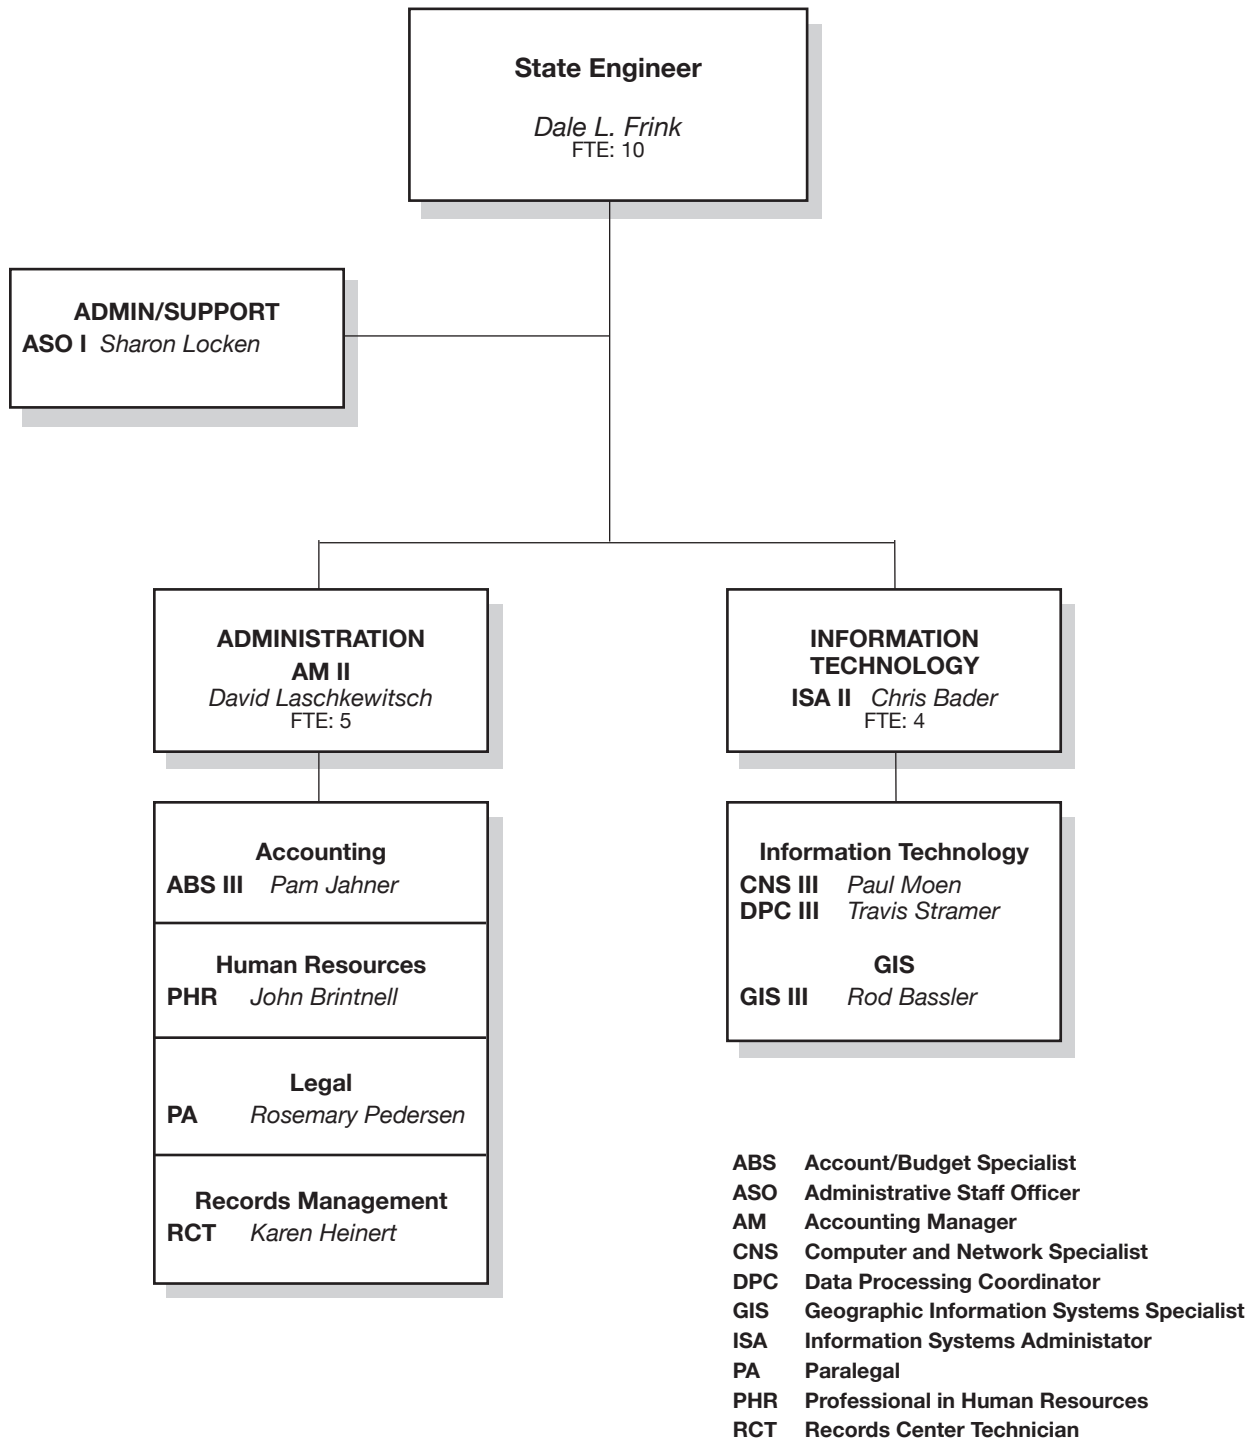 State Engineer
Dale L. Frink
FTE: 10
ADMIN/SUPPORT
ASO I Sharon Locken
ADMINISTRATION
AM II
David Laschkewitsch
FTE: 5
INFORMATION
TECHNOLOGY
ISA II Chris Bader
FTE: 4
Accounting
ABS III Pam Jahner
Human Resources
PHR John Brintnell
Legal
PA Rosemary Pedersen
Records Management
RCT Karen Heinert
Information Technology
CNS III Paul Moen
DPC III Travis Stramer
GIS
GIS III Rod Bassler
ABS Account/Budget Specialist
ASO Administrative Staff Officer
AM Accounting Manager
CNS Computer and Network Specialist
DPC Data Processing Coordinator
GIS Geographic Information Systems Specialist
ISA Information Systems Administator
PA Paralegal
PHR Professional in Human Resources
RCT Records Center Technician